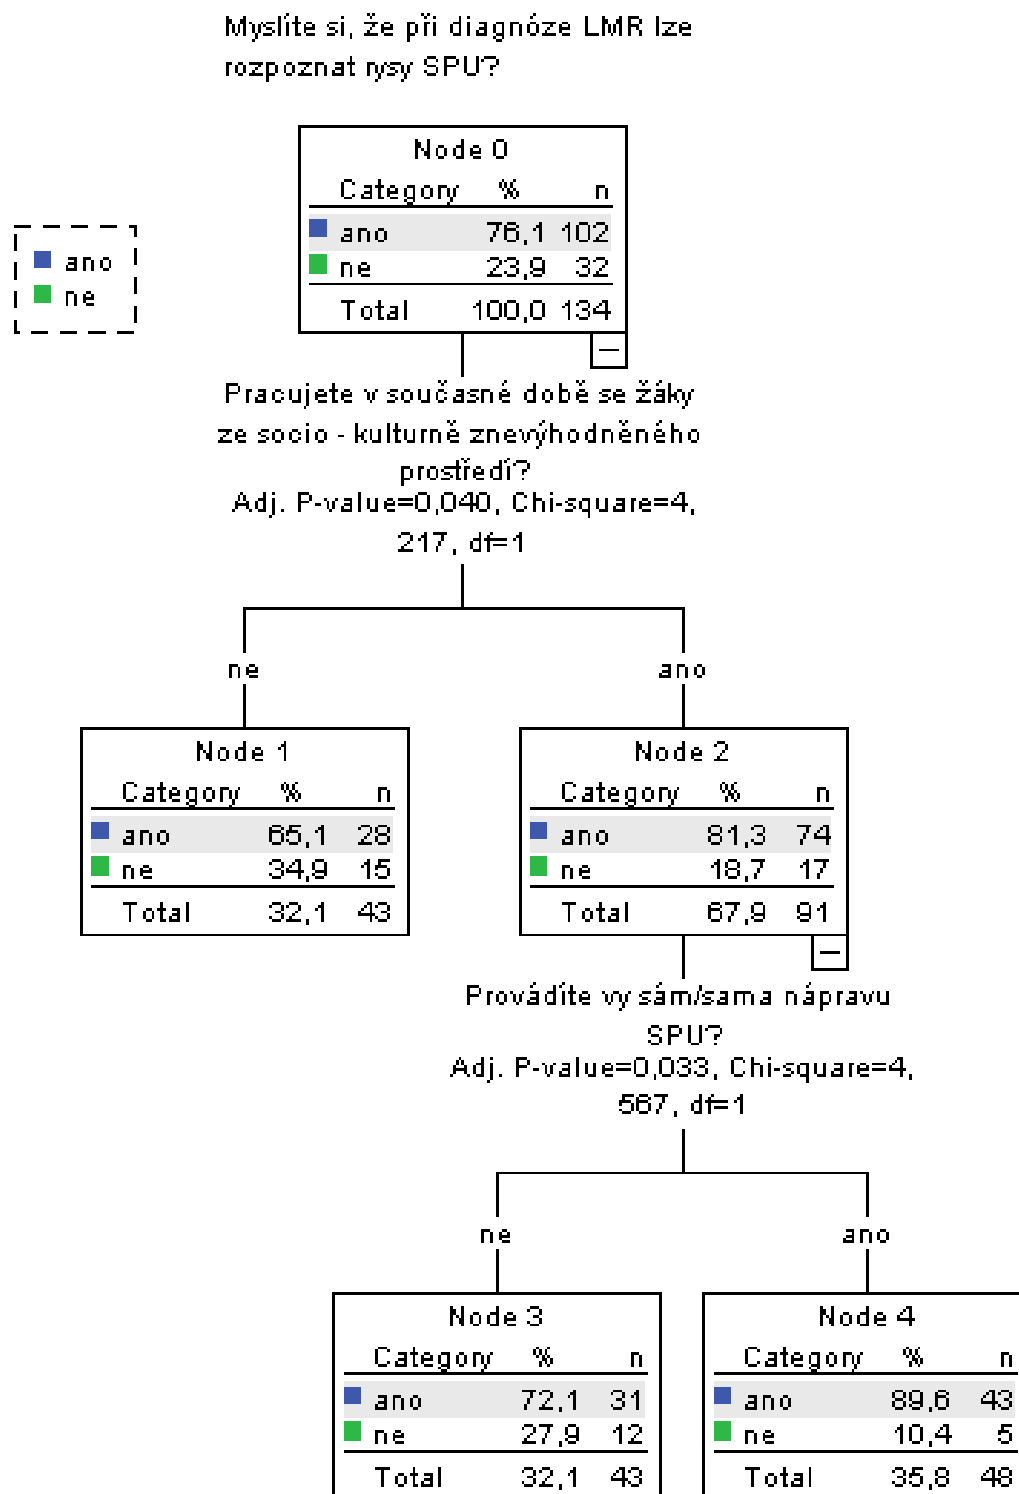 Myslíte si, že při diagnóze LMR lze
rozpoznat rysy SPU?
Node 0
Category % n
ano 76,1 102
ne 23,9 32
Total 100,0 134
ano
ne
Pracujete v současné době se žáky
ze socio - kulturně znevýhodněného
prostředí?
Adj. P-value=0,040, Chi-square=4,
217, df=1
ne
ano
Node 1
Category % n
ano 65,1 28
ne 34,9 15
Total 32,1 43
Node 2
Category % n
ano 81,3 74
ne 18,7 17
Total 67,9 91
Provádíte vy sám/sama nápravu
SPU?
Adj. P-value=0,033, Chi-square=4,
567, df=1
ne
ano
Node 3
Category % n
ano 72,1 31
ne 27,9 12
Total 32,1 43
Node 4
Category % n
ano 89,6 43
ne 10,4 5
Total 35,8 48